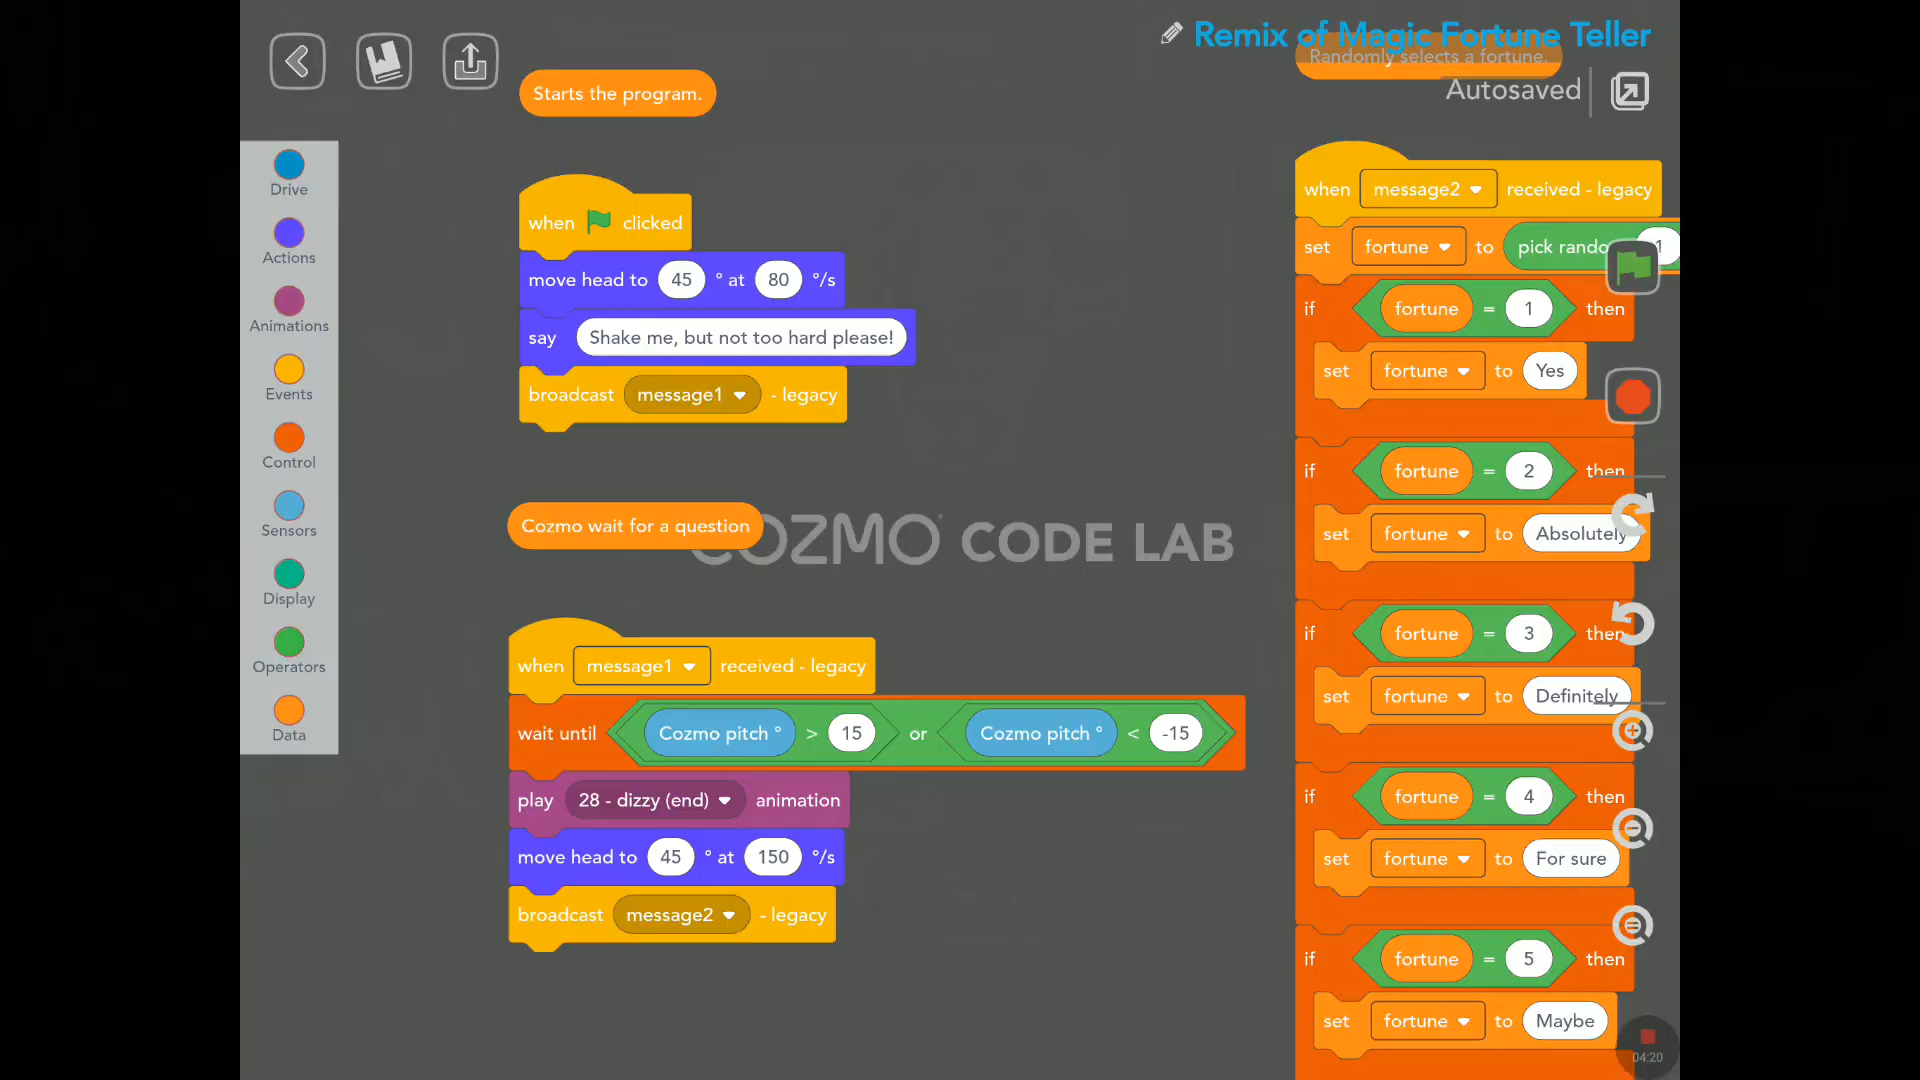 Remix of Magic Fortune Teller
Randomly selects a fortune.
Autosaved
Starts the program.
Drive
Actions
Animations
Events
Control
Sensors
Display
Operators
Data
when clicked
move head to 45 ° at 80 °/s
say Shake me, but not too hard please!
broadcast message1 - legacy
Cozmo wait for a question
COZMO CODE LAB
when message1 received - legacy
wait until Cozmo pitch ° > 15 or Cozmo pitch ° < -15
play 28 - dizzy (end) animation
move head to 45 ° at 150 °/s
broadcast message2 - legacy
when message2 received - legacy
set fortune to pick rando 1
if fortune = 1 then
set fortune to Yes
if fortune = 2 then
set fortune to Absolutely
if fortune = 3 then
set fortune to Definitely
if fortune = 4 then
set fortune to For sure
if fortune = 5 then
set fortune to Maybe
04:20